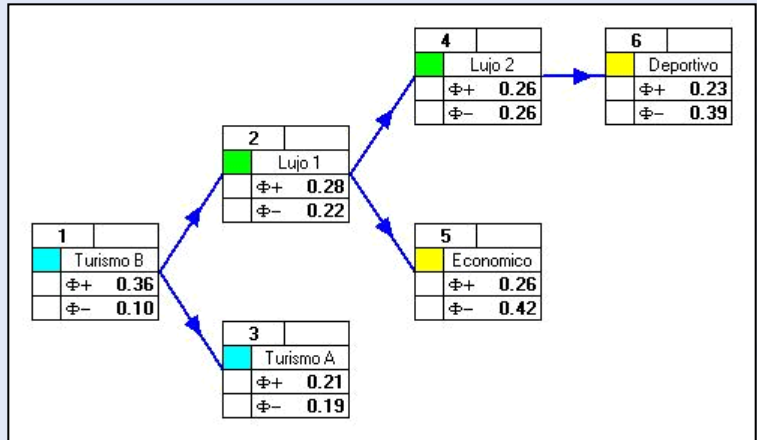 1
Turismo B
Φ+ 0.36
Φ− 0.10
2
Lujo 1
Φ+ 0.28
Φ− 0.22
3
Turismo A
Φ+ 0.21
Φ− 0.19
4
Lujo 2
Φ+ 0.26
Φ− 0.26
5
Economico
Φ+ 0.26
Φ− 0.42
6
Deportivo
Φ+ 0.23
Φ− 0.39